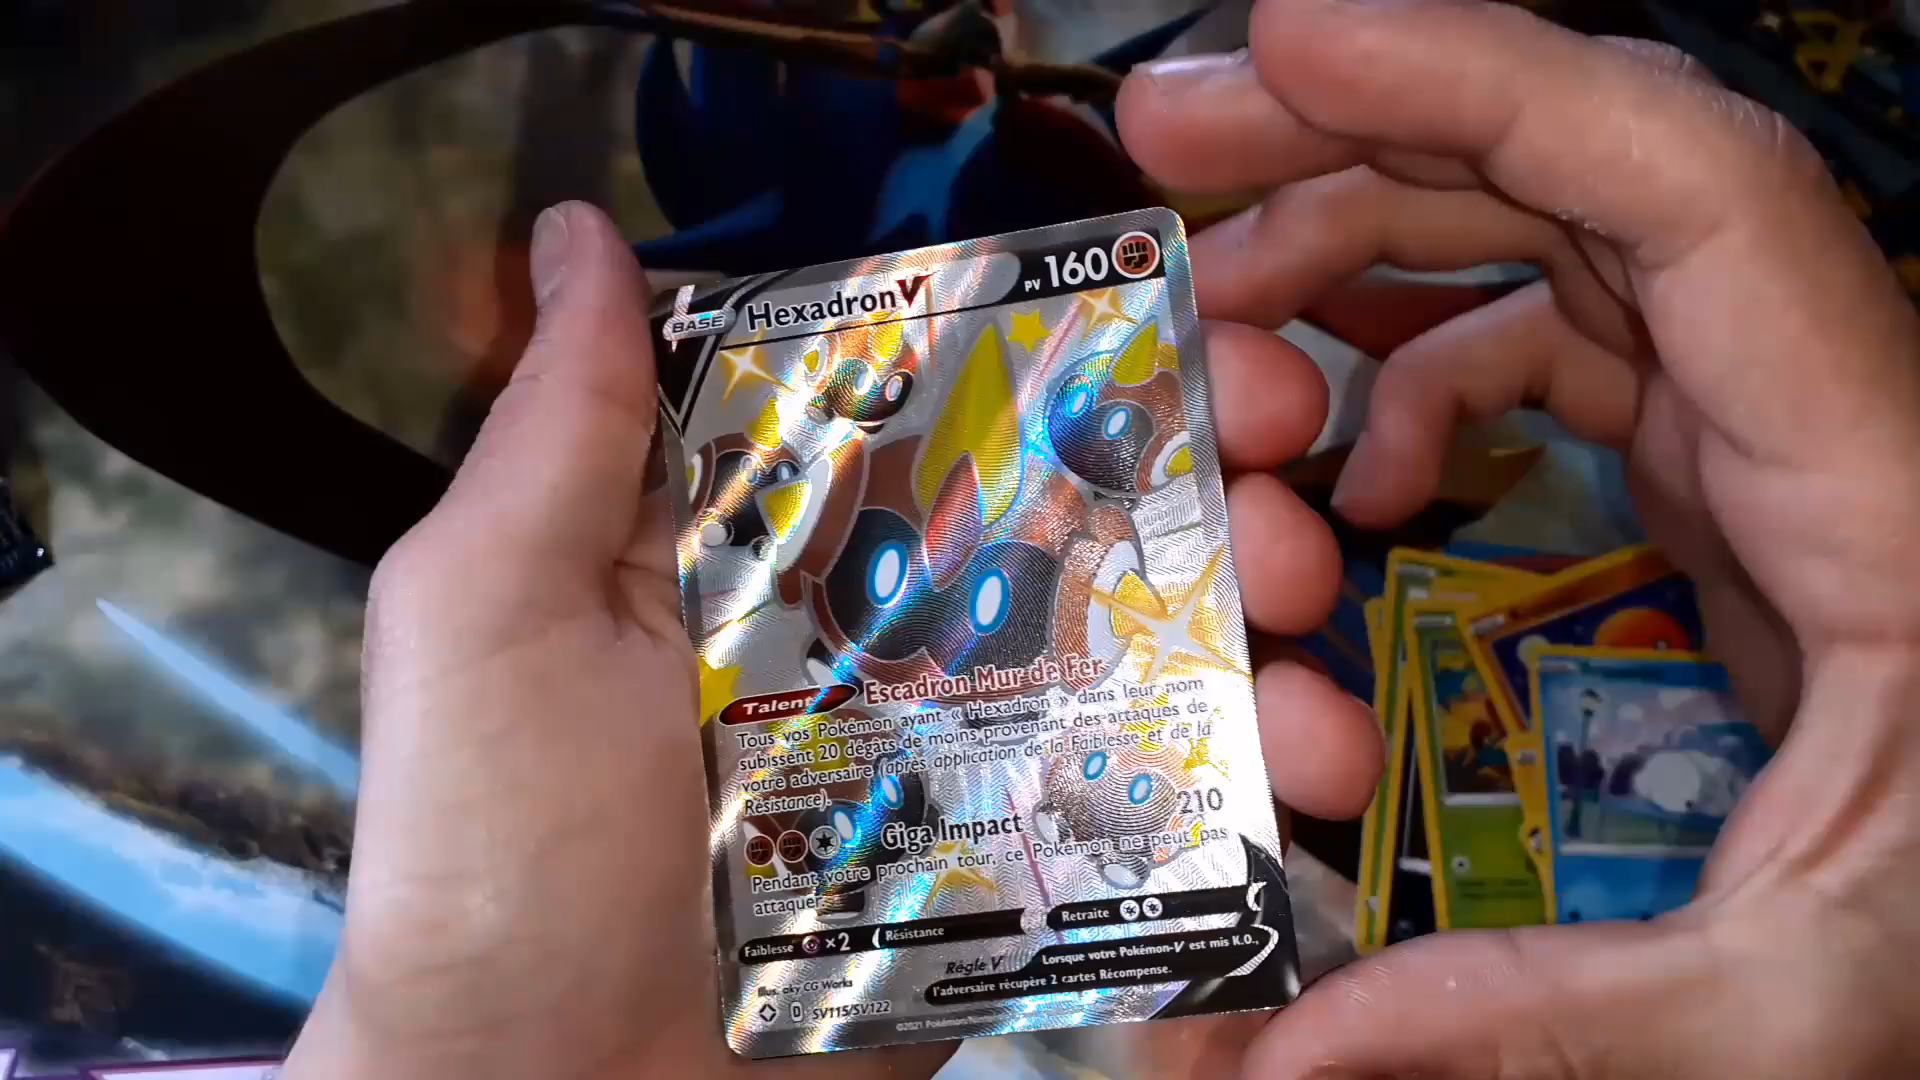 BASE
HexadronV
PV 160
Talent
Escadron Mur de Fer
Tous vos Pokémon ayant « Hexadron » dans leur nom
subissent 20 dégâts de moins provenant des attaques de
votre adversaire (après application de la Faiblesse et de la
Résistance).
Giga Impact
210
Pendant votre prochain tour, ce Pokémon ne peut pas
attaquer.
Faiblesse ×2
Résistance
Retraite
Règle V
Lorsque votre Pokémon-V est mis K.O.,
l'adversaire récupère 2 cartes Récompense.
Illus. aky CG Works
D SV115/SV122
©2021 Pokémon